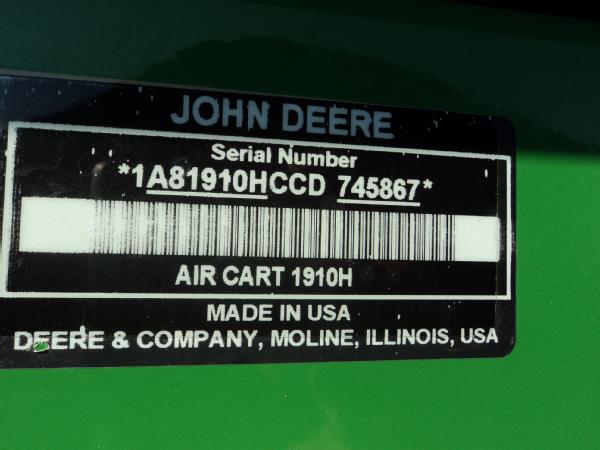 JOHN DEERE
Serial Number
*1A81910HCCD 745867*
AIR CART 1910H
MADE IN USA
DEERE & COMPANY, MOLINE, ILLINOIS, USA